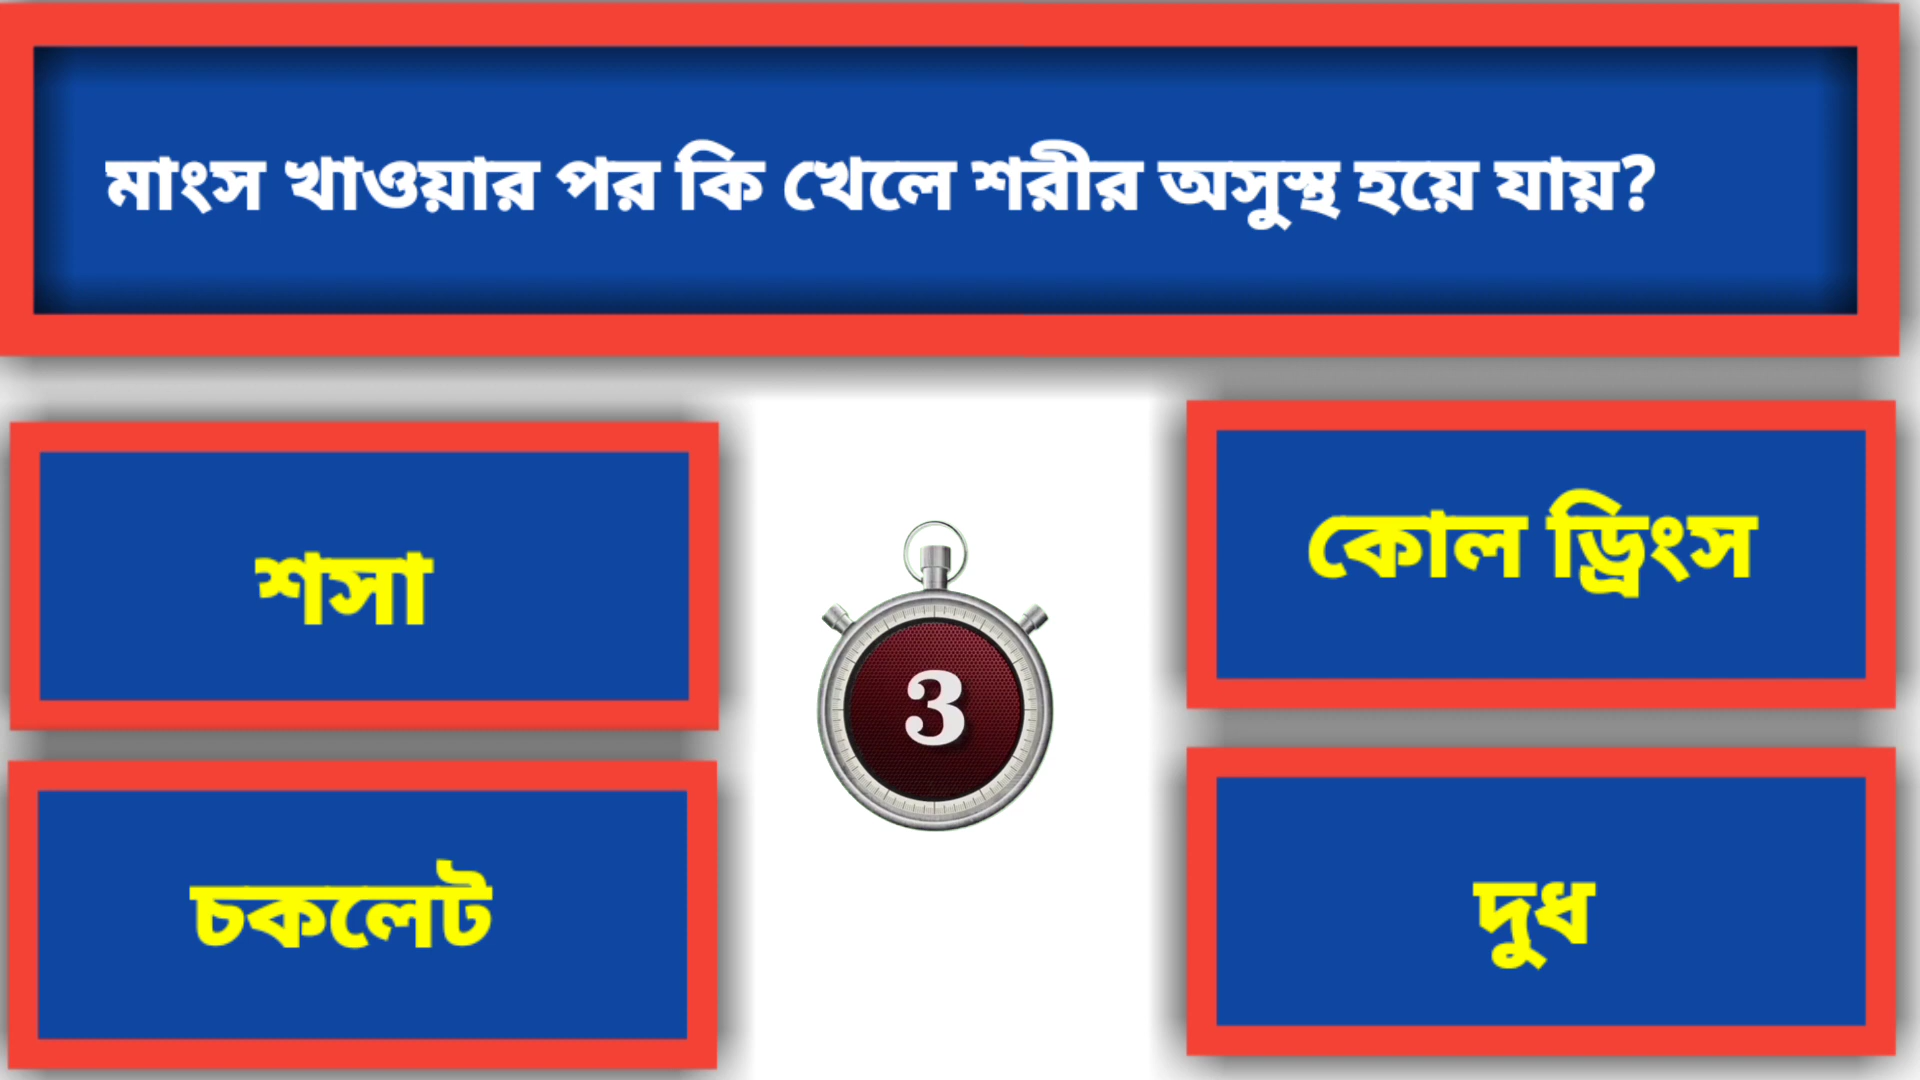 মাংস খাওয়ার পর কি খেলে শরীর অসুস্থ হয়ে যায়?
শসা
কোল ড্রিংস
3
চকলেট
দুধ